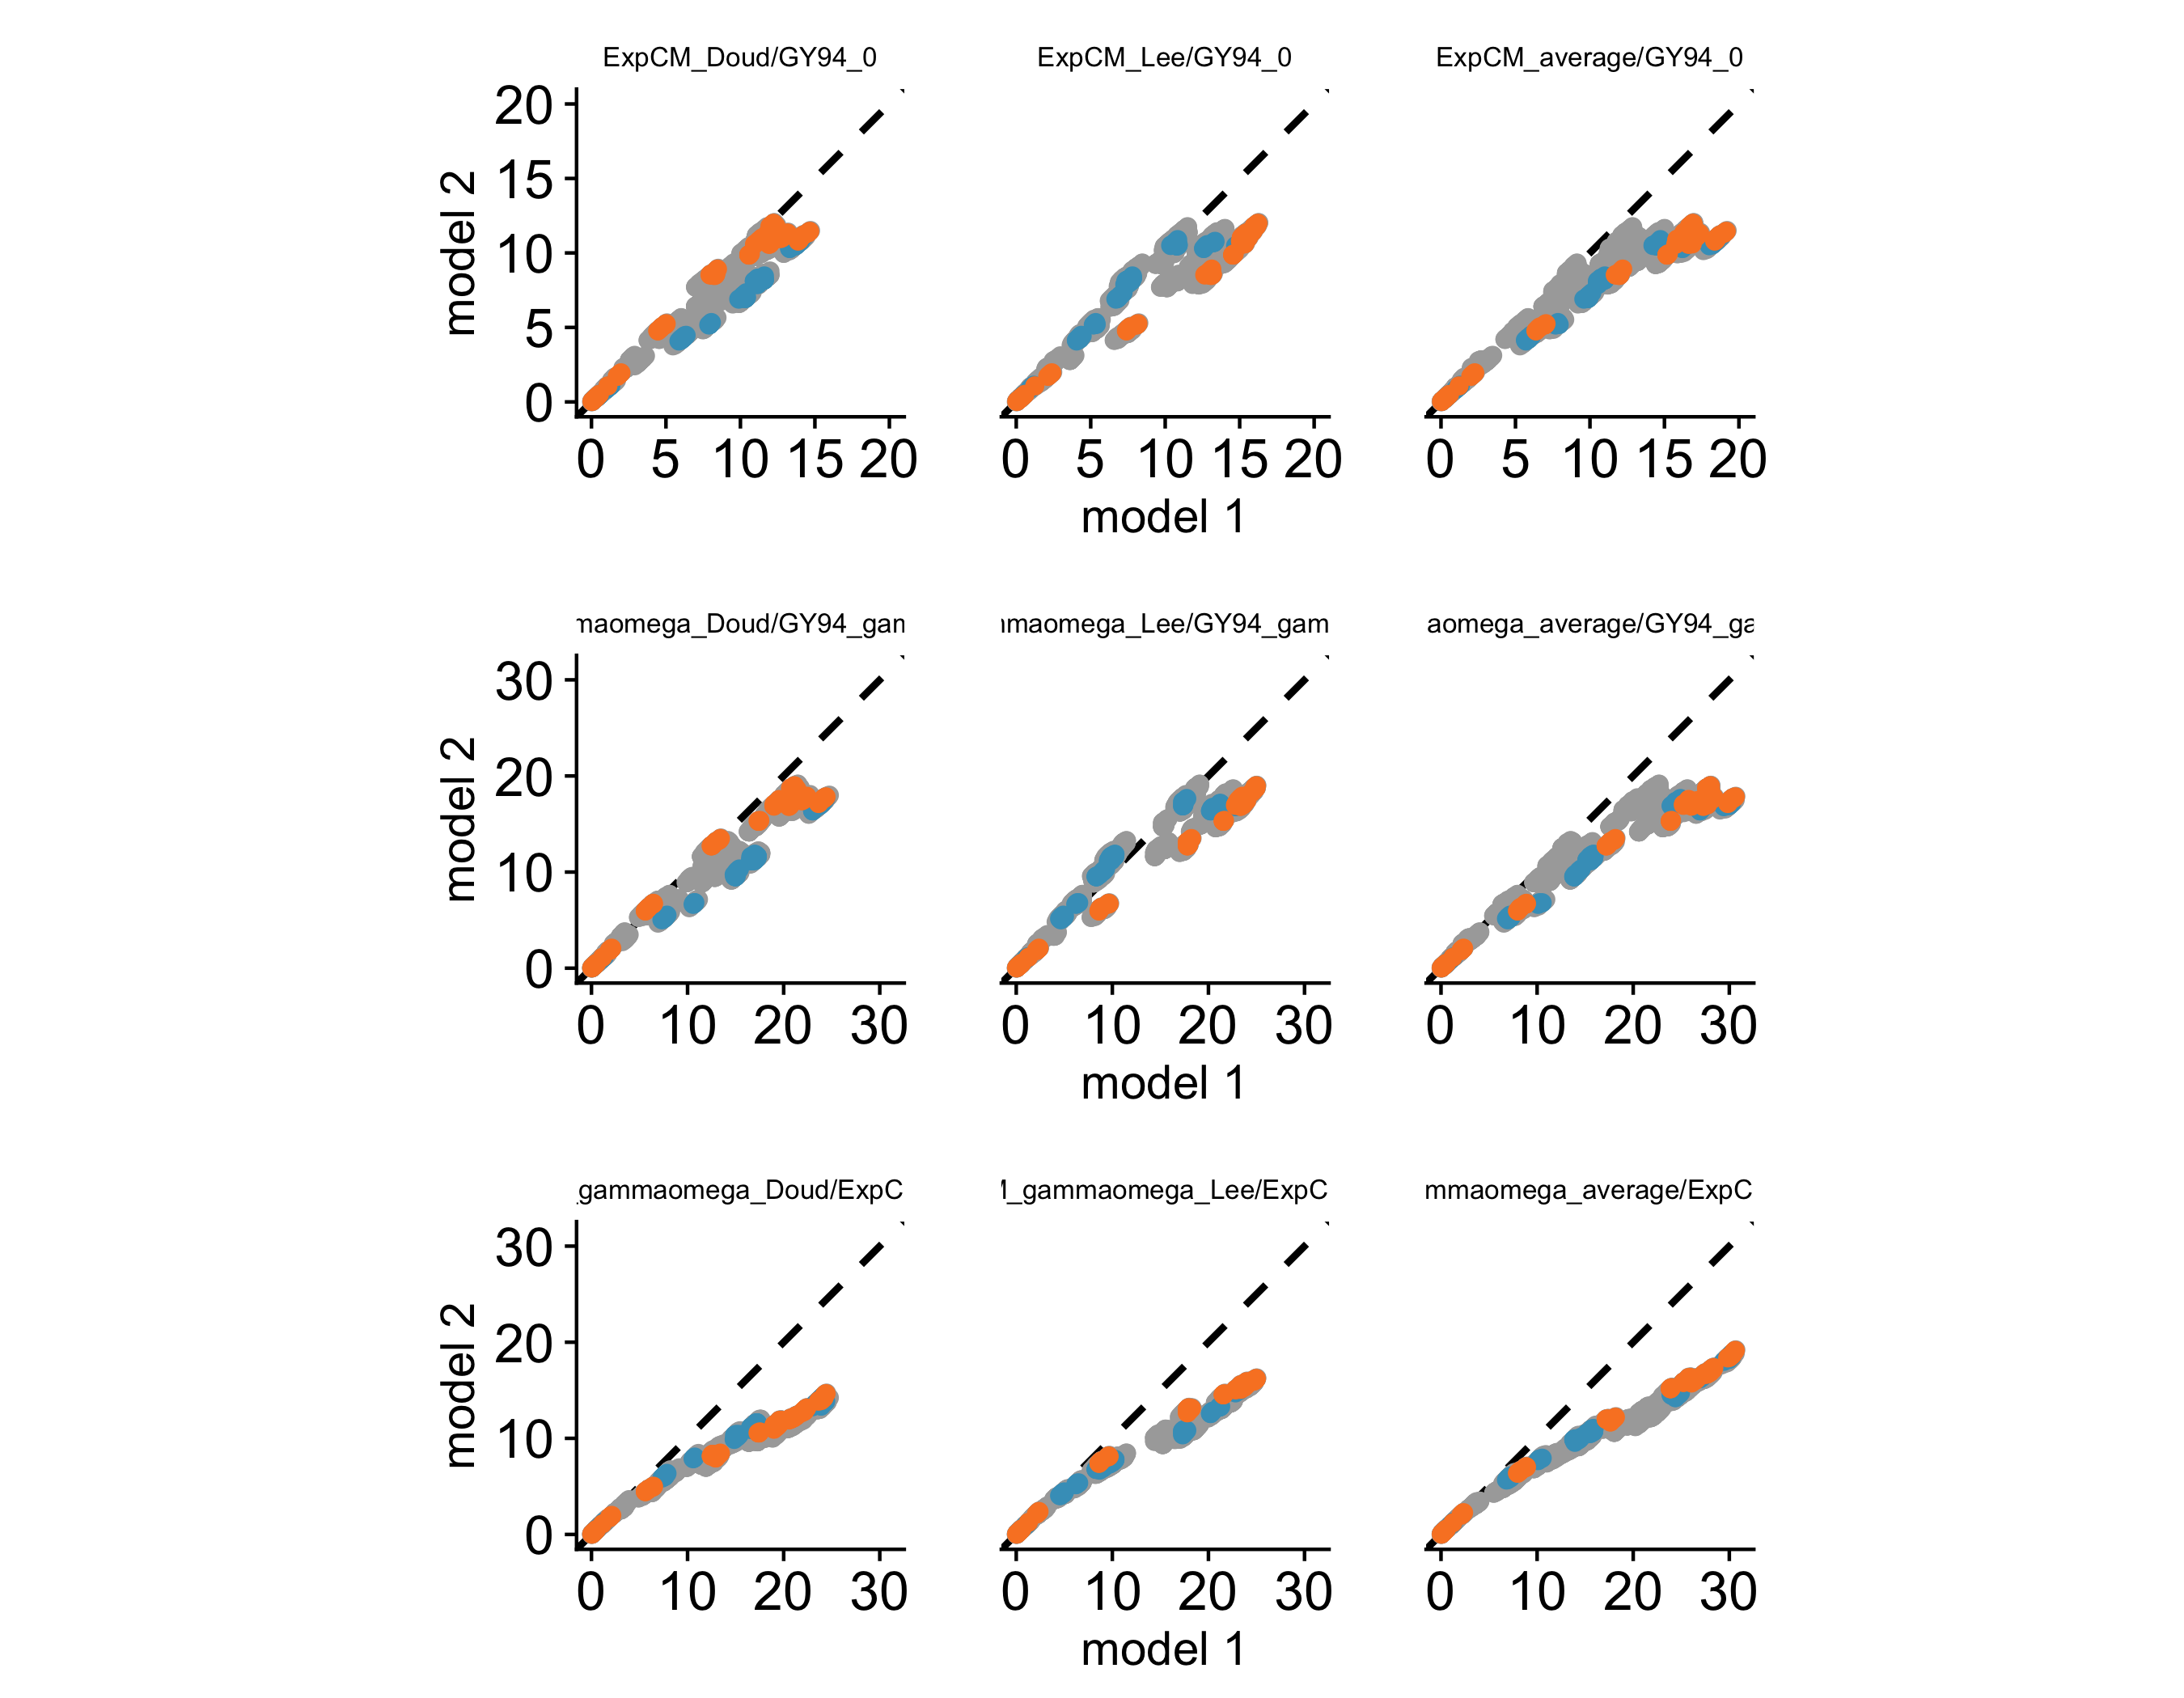 ExpCM_Doud/GY94_0 ExpCM_Lee/GY94_0 ExpCM_average/GY94_0
20
15
10
5
0
model 2
0 5 10 15 20 0 5 10 15 20 0 5 10 15 20
model 1
maomega_Doud/GY94_gan nmaomega_Lee/GY94_gam aomega_average/GY94_ga
30
20
10
0
model 2
0 10 20 30 0 10 20 30 0 10 20 30
model 1
_gammaomega_Doud/ExpC M_gammaomega_Lee/ExpC mmaomega_average/ExpC
30
20
10
0
model 2
0 10 20 30 0 10 20 30 0 10 20 30
model 1